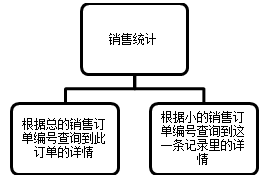 销售统计
根据总的销售订
单编号查询到此
订单的详情
根据小的销售订
单编号查询到这
一条记录里的详
情